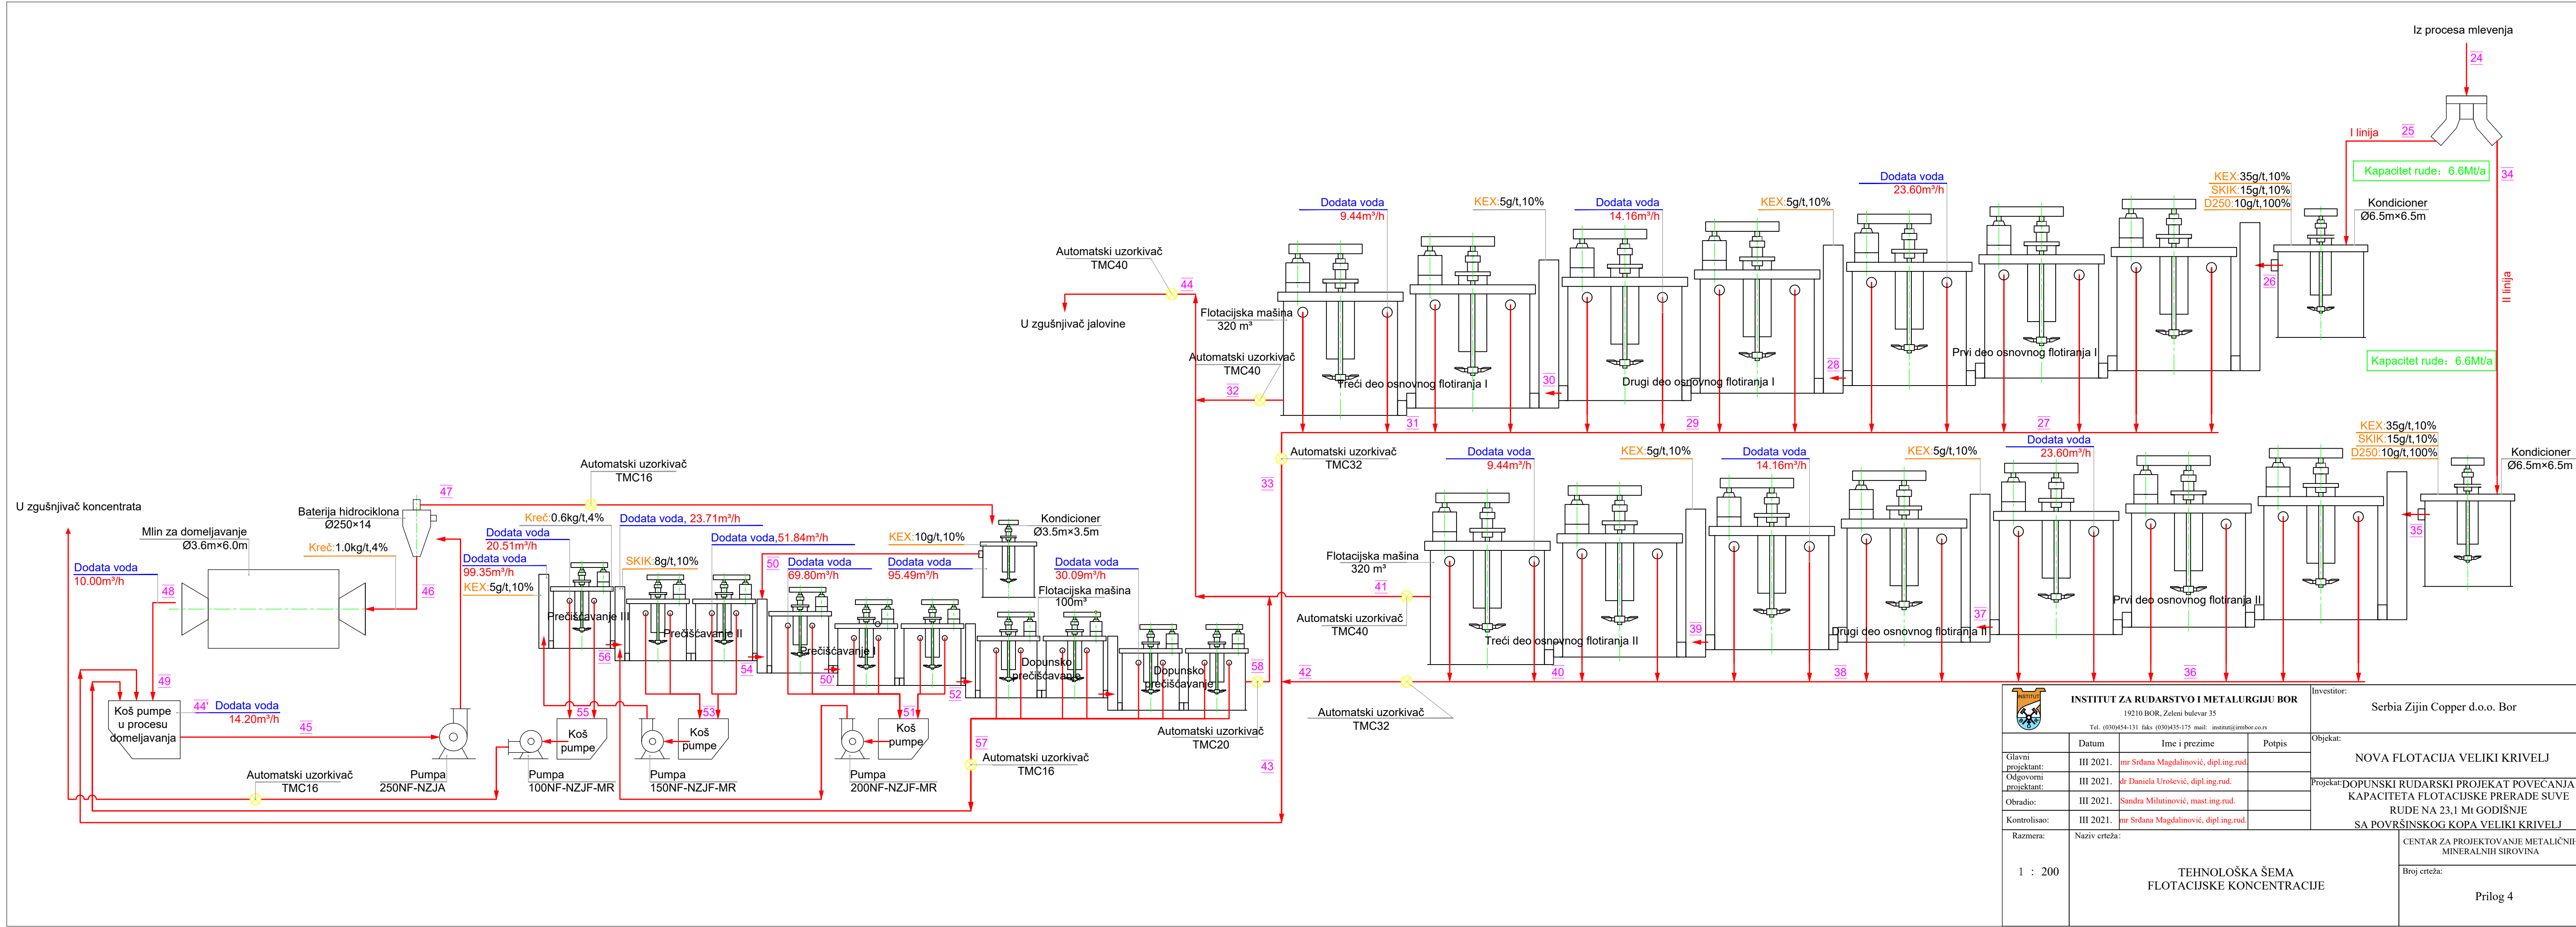 Iz procesa mlevenja
24
I linija
25
Kapacitet rude: 6.6Mt/a
34
II linija
Kapacitet rude: 6.6Mt/a
KEX:35g/t,10%
SKIK:15g/t,10%
D250:10g/t,100%
Kondicioner
Ø6.5m×6.5m
26
Dodata voda
23.60m³/h
KEX:5g/t,10%
Dodata voda
14.16m³/h
KEX:5g/t,10%
Dodata voda
9.44m³/h
Automatski uzorkivač
TMC40
44
U zgušnjivač jalovine
Flotacijska mašina
320 m³
Automatski uzorkivač
TMC40
32
Treći deo osnovnog flotiranja I
30
Drugi deo osnovnog flotiranja I
28
Prvi deo osnovnog flotiranja I
31
29
27
Automatski uzorkivač
TMC32
33
Dodata voda
9.44m³/h
KEX:5g/t,10%
Dodata voda
14.16m³/h
KEX:5g/t,10%
Dodata voda
23.60m³/h
KEX:35g/t,10%
SKIK:15g/t,10%
D250:10g/t,100%
Kondicioner
Ø6.5m×6.5m
35
Flotacijska mašina
320 m³
41
Automatski uzorkivač
TMC40
Treći deo osnovnog flotiranja II
39
Drugi deo osnovnog flotiranja II
37
Prvi deo osnovnog flotiranja II
42
40
38
36
Automatski uzorkivač
TMC32
43
U zgušnjivač koncentrata
47
Automatski uzorkivač
TMC16
Baterija hidrociklona
Ø250×14
Mlin za domeljavanje
Ø3.6m×6.0m
Kreč:1.0kg/t,4%
46
Dodata voda
10.00m³/h
48
Kreč:0.6kg/t,4%
Dodata voda
20.51m³/h
Dodata voda
99.35m³/h
KEX:5g/t,10%
Dodata voda, 23.71m³/h
SKIK:8g/t,10%
Dodata voda,51.84m³/h
50
Dodata voda
69.80m³/h
KEX:10g/t,10%
Dodata voda
95.49m³/h
Kondicioner
Ø3.5m×3.5m
Dodata voda
30.09m³/h
Flotacijska mašina
100m³
Prečišćavanje III
56
Prečišćavanje II
54
Prečišćavanje I
50'
52
Dopunsko
prečišćavanje
Dopunsko
prečišćavanje
58
Automatski uzorkivač
TMC20
49
44'
Dodata voda
14.20m³/h
Koš pumpe
u procesu
domeljavanja
45
Pumpa
250NF-NZJA
Automatski uzorkivač
TMC16
55
Koš
pumpe
Pumpa
100NF-NZJF-MR
53
Koš
pumpe
Pumpa
150NF-NZJF-MR
51
Koš
pumpe
Pumpa
200NF-NZJF-MR
57
Automatski uzorkivač
TMC16
INSTITUT
INSTITUT ZA RUDARSTVO I METALURGIJU BOR
19210 BOR, Zeleni bulevar 35
Tel. (030)454-131 faks (030)435-175 mail: institut@irmbor.co.rs
Investitor:
Serbia Zijin Copper d.o.o. Bor
Datum
Ime i prezime
Potpis
Objekat:
NOVA FLOTACIJA VELIKI KRIVELJ
Glavni
projektant:
III 2021.
mr Srđana Magdalinović, dipl.ing.rud.
Odgovorni
projektant:
III 2021.
dr Daniela Urošević, dipl.ing.rud.
Obradio:
III 2021.
Sandra Milutinović, mast.ing.rud.
Kontrolisao:
III 2021.
mr Srđana Magdalinović, dipl.ing.rud.
Projekat:DOPUNSKI RUDARSKI PROJEKAT POVEĆANJA
KAPACITETA FLOTACIJSKE PRERADE SUVE
RUDE NA 23,1 Mt GODIŠNJE
SA POVRŠINSKOG KOPA VELIKI KRIVELJ
Razmera:
1 : 200
Naziv crteža:
TEHNOLOŠKA ŠEMA
FLOTACIJSKE KONCENTRACIJE
CENTAR ZA PROJEKTOVANJE METALIČNIH
MINERALNIH SIROVINA
Broj crteža:
Prilog 4